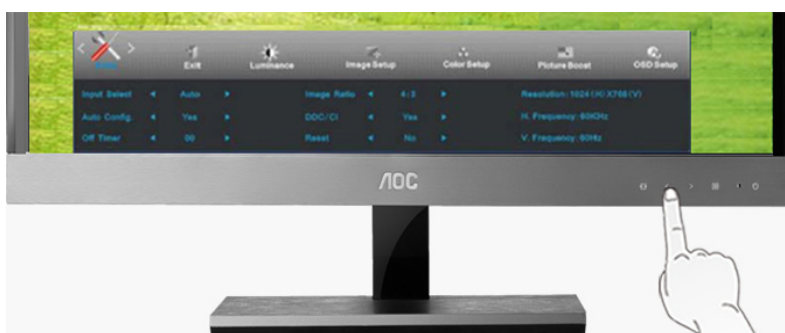 Extra Exit Luminance Image Setup Color Setup Picture Boost OSD Setup
Input Select Auto Image Ratio 4:3 Resolution: 1024 (H) X768 (V)
Auto Config. Yes DDC/CI Yes H. Frequency: 60KHz
Off Timer 00 Reset No V. Frequency: 60Hz
AOC